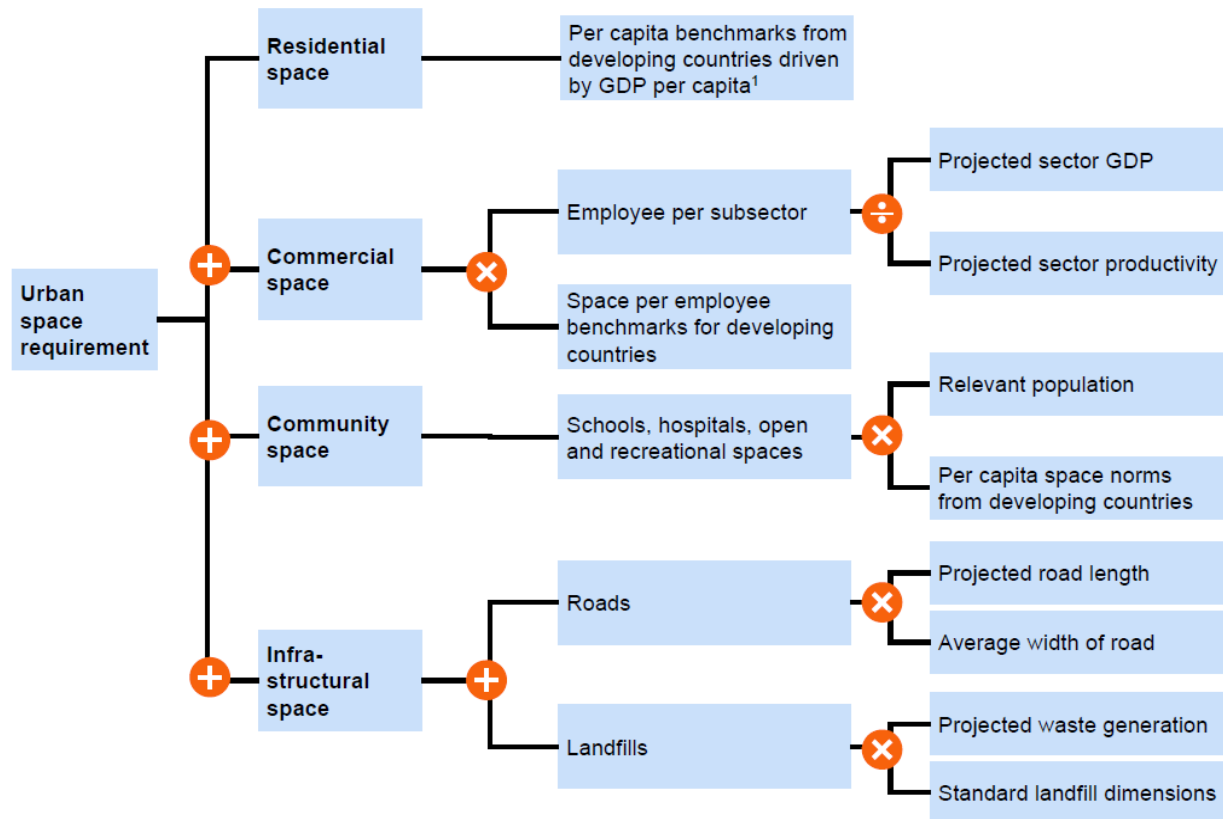 Urban
space
requirement
Residential
space
Per capita benchmarks from
developing countries driven
by GDP per capita¹
Commercial
space
Employee per subsector
Projected sector GDP
Projected sector productivity
Space per employee
benchmarks for developing
countries
Community
space
Schools, hospitals, open
and recreational spaces
Relevant population
Per capita space norms
from developing countries
Infra-
structural
space
Roads
Projected road length
Average width of road
Landfills
Projected waste generation
Standard landfill dimensions